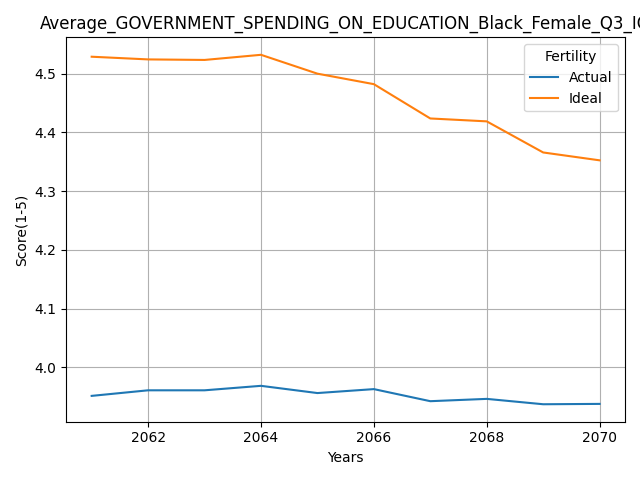 Average_GOVERNMENT_SPENDING_ON_EDUCATION_Black_Female_Q3_IC
Fertility
Actual
Ideal
4.5
4.4
4.3
4.2
4.1
4.0
Score(1-5)
2062 2064 2066 2068 2070
Years